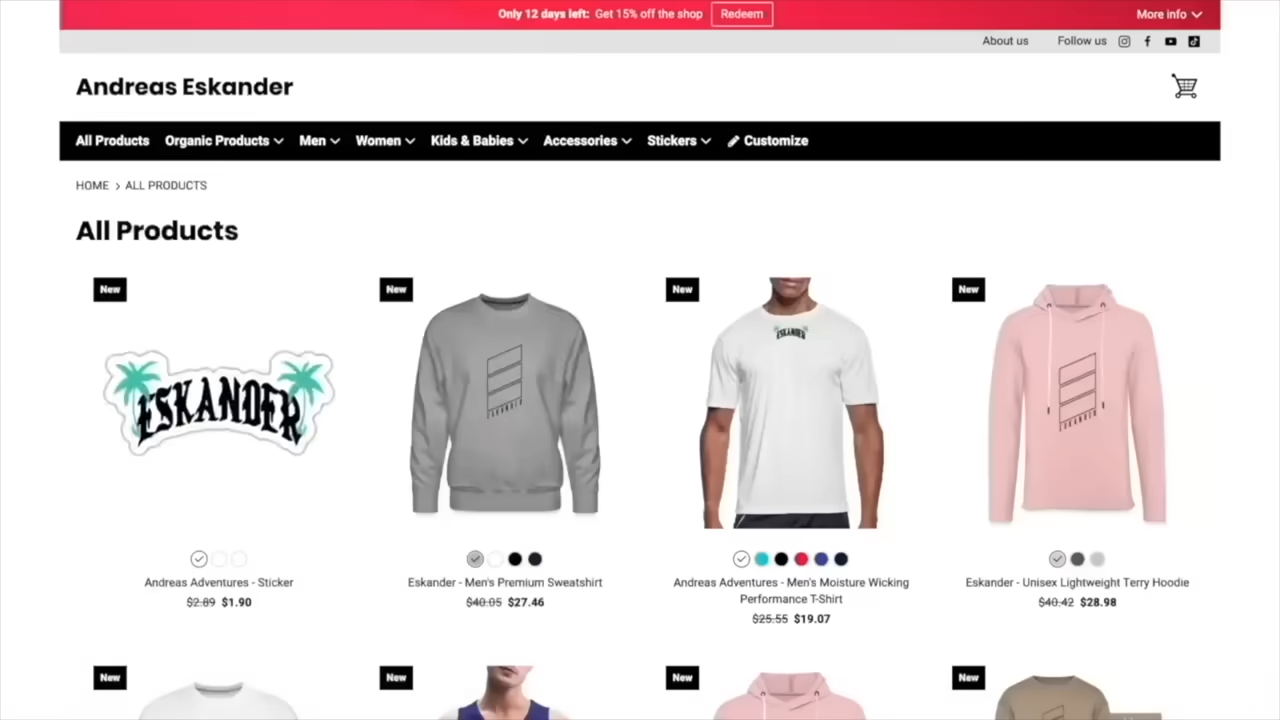 Only 12 days left: Get 15% off the shop Redeem More info
About us Follow us
Andreas Eskander
All Products Organic Products Men Women Kids & Babies Accessories Stickers Customize
HOME > ALL PRODUCTS
All Products
New New New New
ESKANDER
ESKANDER
ESKANDER
ESKANDER
Andreas Adventures - Sticker
$2.89 $1.90
Eskander - Men's Premium Sweatshirt
$40.05 $27.46
Andreas Adventures - Men's Moisture Wicking
Performance T-Shirt
$25.55 $19.07
Eskander - Unisex Lightweight Terry Hoodie
$40.42 $28.98
New New New New